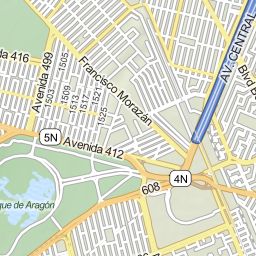 Avenida 499
AV. CENTRAL
Avenida 416
Francisco Morazán
Blvd B
1505
1503
1509
1513
1517
1521
1525
5N
Avenida 412
608
4N
que de Aragón